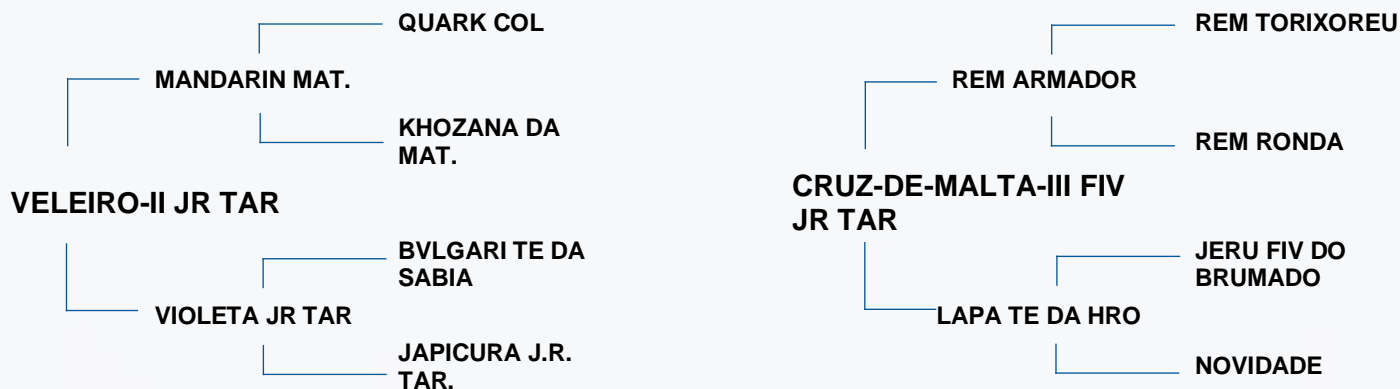 QUARK COL
MANDARIN MAT.
KHOZANA DA
MAT.
VELEIRO-II JR TAR
BVLGARI TE DA
SABIA
VIOLETA JR TAR
JAPICURA J.R.
TAR.
REM TORIXOREU
REM ARMADOR
REM RONDA
CRUZ-DE-MALTA-III FIV
JR TAR
JERU FIV DO
BRUMADO
LAPA TE DA HRO
NOVIDADE